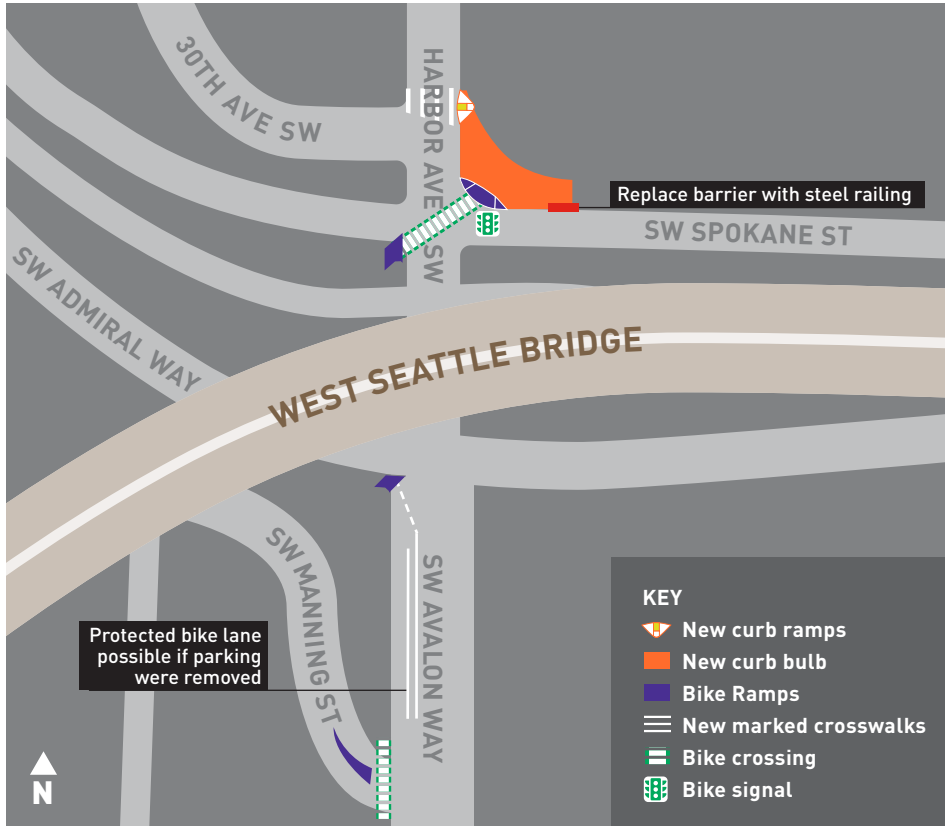 30TH AVE SW
HARBOR AVE SW
Replace barrier with steel railing
SW SPOKANE ST
SW ADMIRAL WAY
WEST SEATTLE BRIDGE
SW MANNING ST
SW AVALON WAY
Protected bike lane
possible if parking
were removed
KEY
New curb ramps
New curb bulb
Bike Ramps
New marked crosswalks
Bike crossing
Bike signal
N